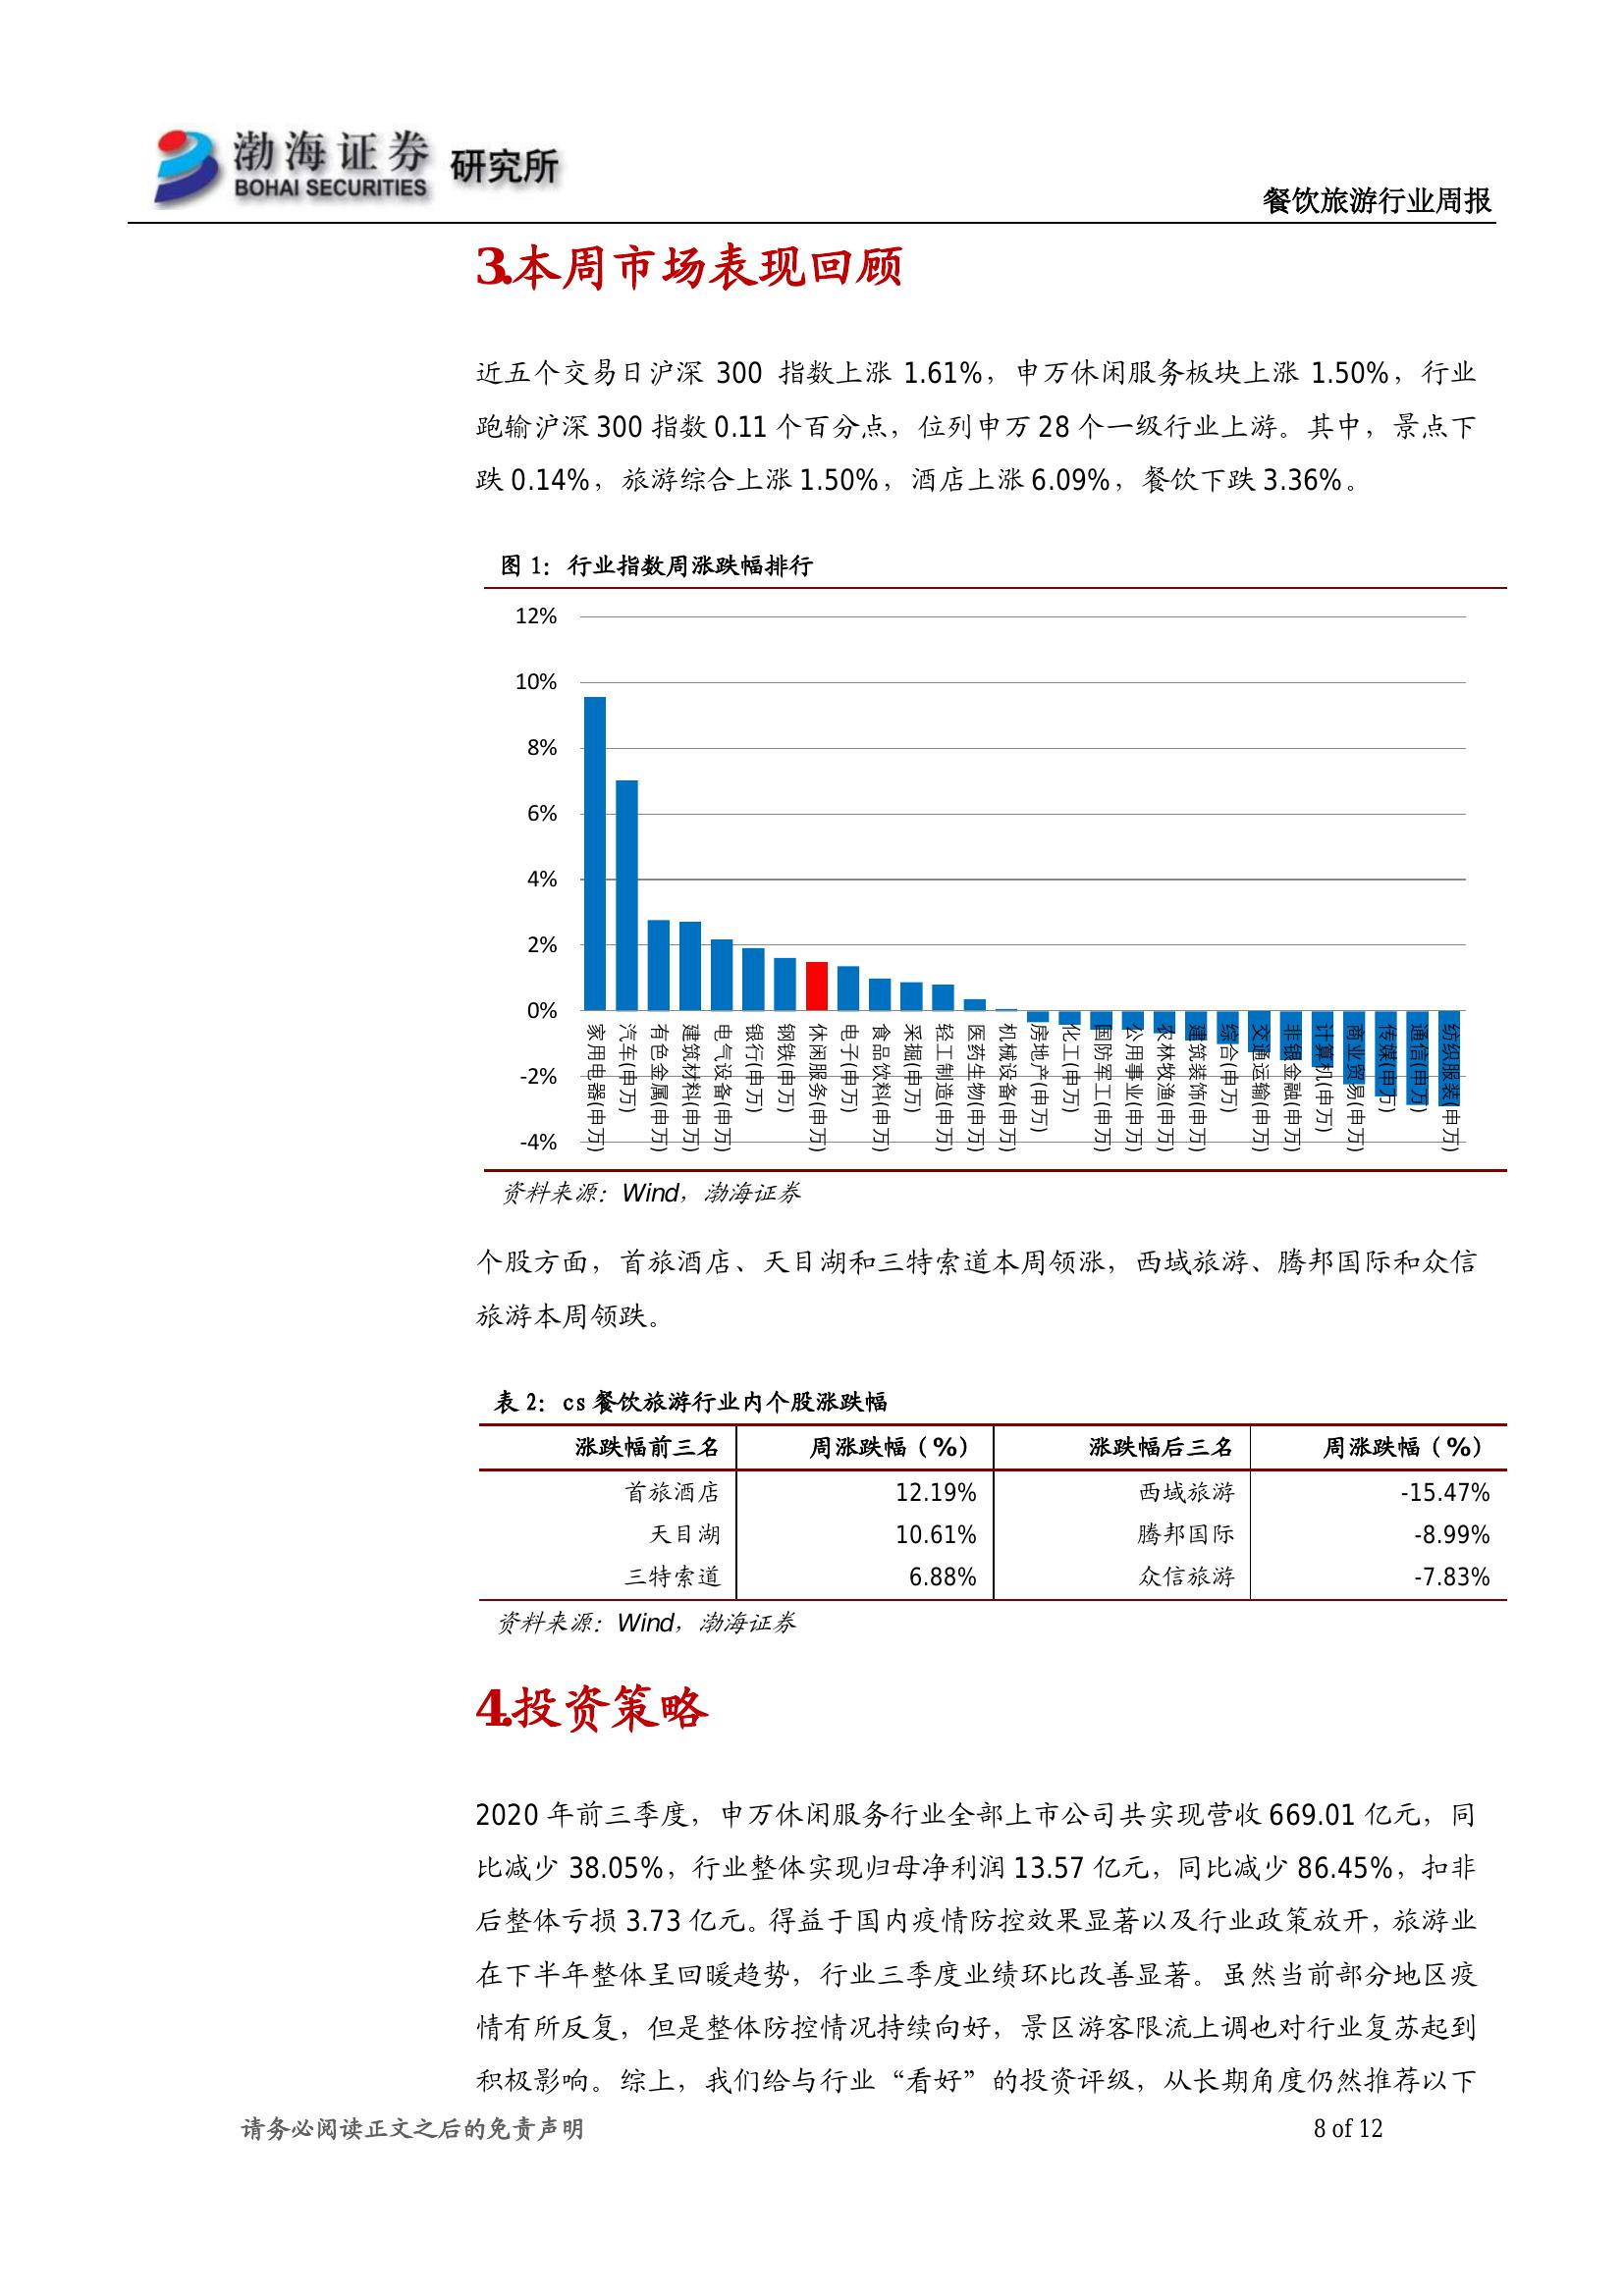 渤海证券
BOHAI SECURITIES
研究所
餐饮旅游行业周报
3.本周市场表现回顾
近五个交易日沪深 300 指数上涨 1.61%，申万休闲服务板块上涨 1.50%，行业
跑输沪深 300 指数 0.11 个百分点，位列申万 28 个一级行业上游。其中，景点下
跌 0.14%，旅游综合上涨 1.50%，酒店上涨 6.09%，餐饮下跌 3.36%。
图 1：行业指数周涨跌幅排行
12%
10%
8%
6%
4%
2%
0%
-2%
-4%
家用电器(申万)
汽车(申万)
有色金属(申万)
建筑材料(申万)
电气设备(申万)
银行(申万)
钢铁(申万)
休闲服务(申万)
电子(申万)
食品饮料(申万)
采掘(申万)
轻工制造(申万)
医药生物(申万)
机械设备(申万)
房地产(申万)
化工(申万)
国防军工(申万)
公用事业(申万)
农林牧渔(申万)
建筑装饰(申万)
综合(申万)
交通运输(申万)
非银金融(申万)
计算机(申万)
商业贸易(申万)
传媒(申万)
通信(申万)
纺织服装(申万)
资料来源：Wind，渤海证券
个股方面，首旅酒店、天目湖和三特索道本周领涨，西域旅游、腾邦国际和众信
旅游本周领跌。
表 2：cs 餐饮旅游行业内个股涨跌幅
涨跌幅前三名 周涨跌幅（%） 涨跌幅后三名 周涨跌幅（%）
首旅酒店 12.19% 西域旅游 -15.47%
天目湖 10.61% 腾邦国际 -8.99%
三特索道 6.88% 众信旅游 -7.83%
资料来源：Wind，渤海证券
4.投资策略
2020 年前三季度，申万休闲服务行业全部上市公司共实现营收 669.01 亿元，同
比减少 38.05%，行业整体实现归母净利润 13.57 亿元，同比减少 86.45%，扣非
后整体亏损 3.73 亿元。得益于国内疫情防控效果显著以及行业政策放开，旅游业
在下半年整体呈回暖趋势，行业三季度业绩环比改善显著。虽然当前部分地区疫
情有所反复，但是整体防控情况持续向好，景区游客限流上调也对行业复苏起到
积极影响。综上，我们给与行业“看好”的投资评级，从长期角度仍然推荐以下
请务必阅读正文之后的免责声明
8 of 12